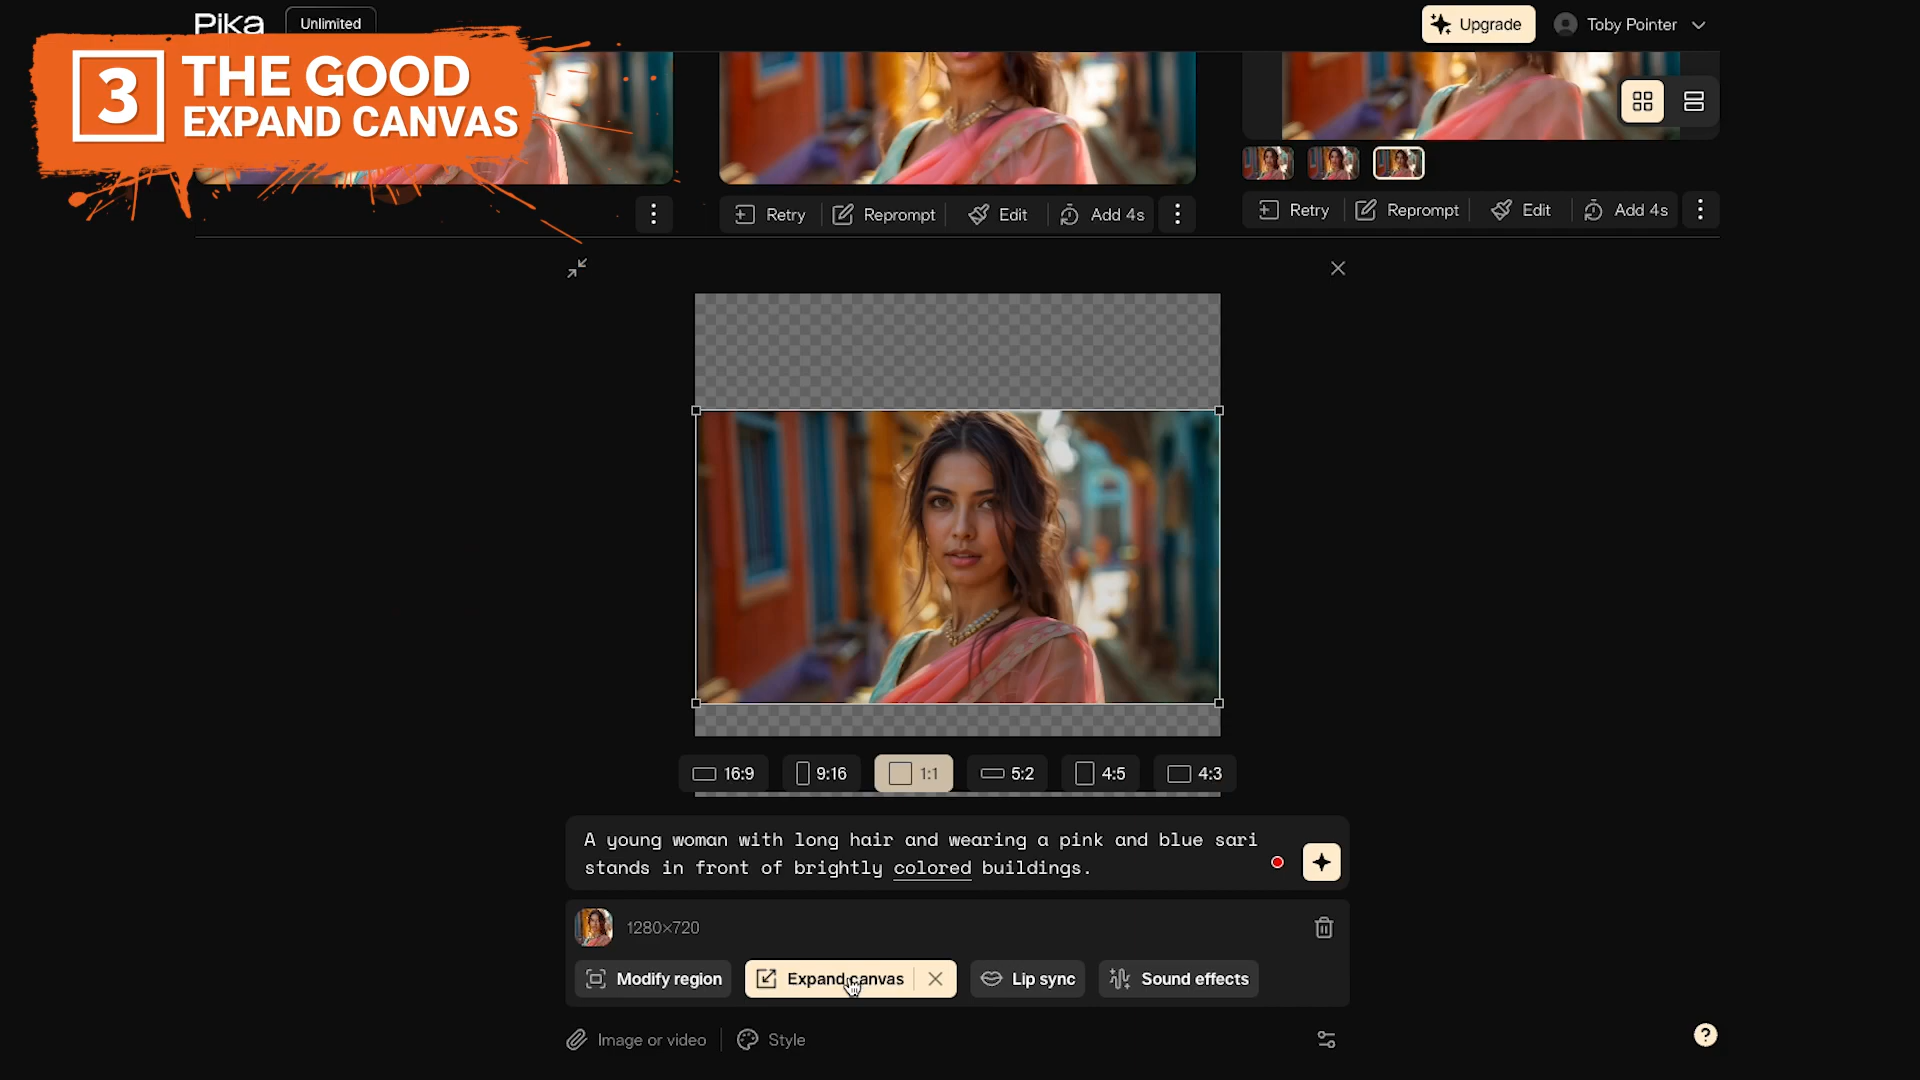 Pika
Unlimited
Upgrade
Toby Pointer
3
THE GOOD
EXPAND CANVAS
Retry
Reprompt
Edit
Add 4s
Retry
Reprompt
Edit
Add 4s
16:9
9:16
1:1
5:2
4:5
4:3
A young woman with long hair and wearing a pink and blue sari
stands in front of brightly colored buildings.
1280×720
Modify region
Expand canvas
Lip sync
Sound effects
Image or video
Style
?